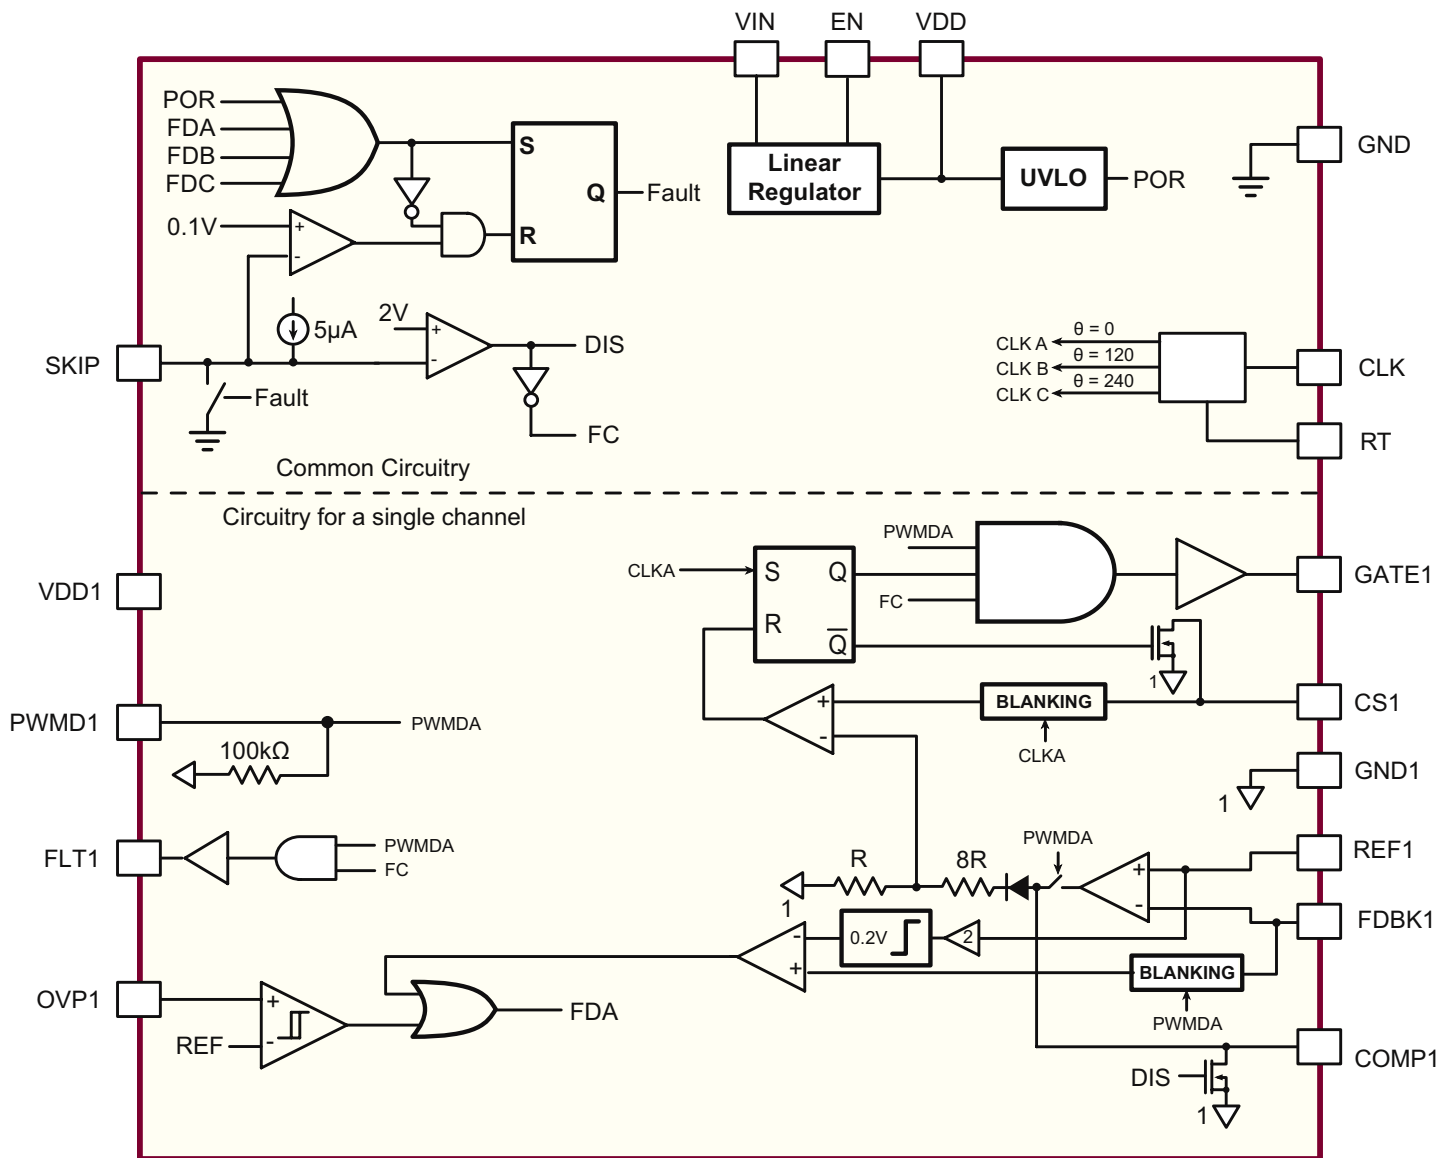 VIN EN VDD
POR
FDA
FDB
FDC
0.1V
+
-
S
Q
R
Fault
Linear
Regulator
UVLO
POR
GND
5µA
2V
+
-
DIS
FC
SKIP
Fault
CLK A
θ = 0
CLK B
θ = 120
CLK C
θ = 240
CLK
RT
Common Circuitry
Circuitry for a single channel
VDD1
PWMDA
CLKA
S Q
R Q
FC
GATE1
1
PWMD1
PWMDA
100kΩ
+
-
BLANKING
CLKA
CS1
GND1
1
FLT1
PWMDA
FC
R
8R
PWMDA
+
-
REF1
1
FDBK1
-
+
0.2V
2
BLANKING
PWMDA
OVP1
+
-
REF
FDA
COMP1
DIS
1